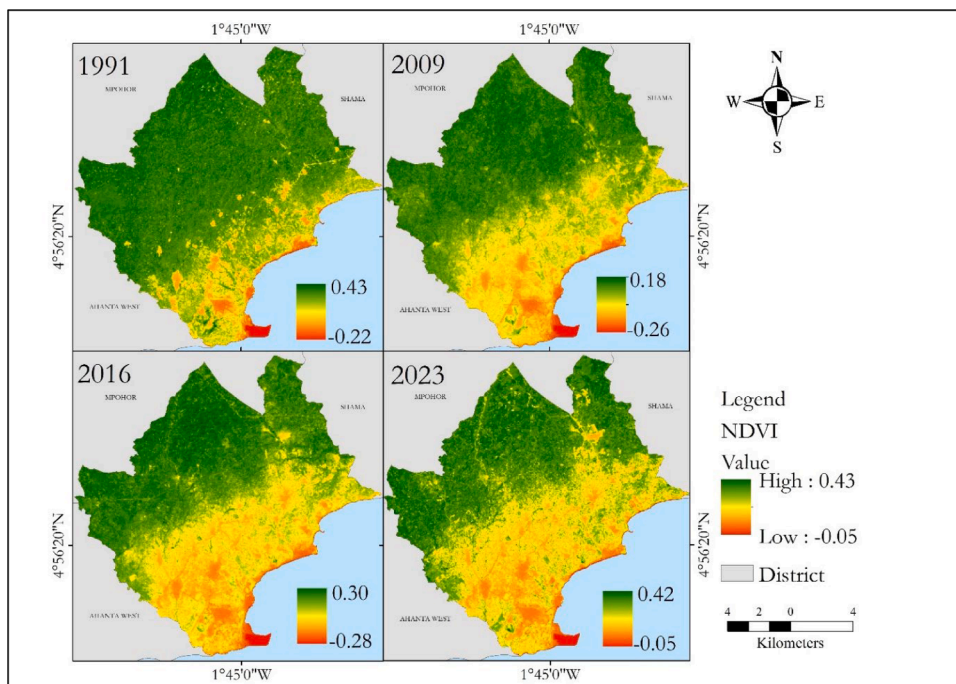 1°45'0"W
1°45'0"W
1991
MPOHOR
SHAMA
AHANTA WEST
0.43
-0.22
4°56'20"N
2009
MPOHOR
SHAMA
AHANTA WEST
0.18
-0.26
4°56'20"N
N
W E
S
2016
MPOHOR
SHAMA
AHANTA WEST
0.30
-0.28
4°56'20"N
2023
MPOHOR
SHAMA
AHANTA WEST
0.42
-0.05
4°56'20"N
1°45'0"W
1°45'0"W
Legend
NDVI
Value
High : 0.43
Low : -0.05
District
4 2 0 4
Kilometers